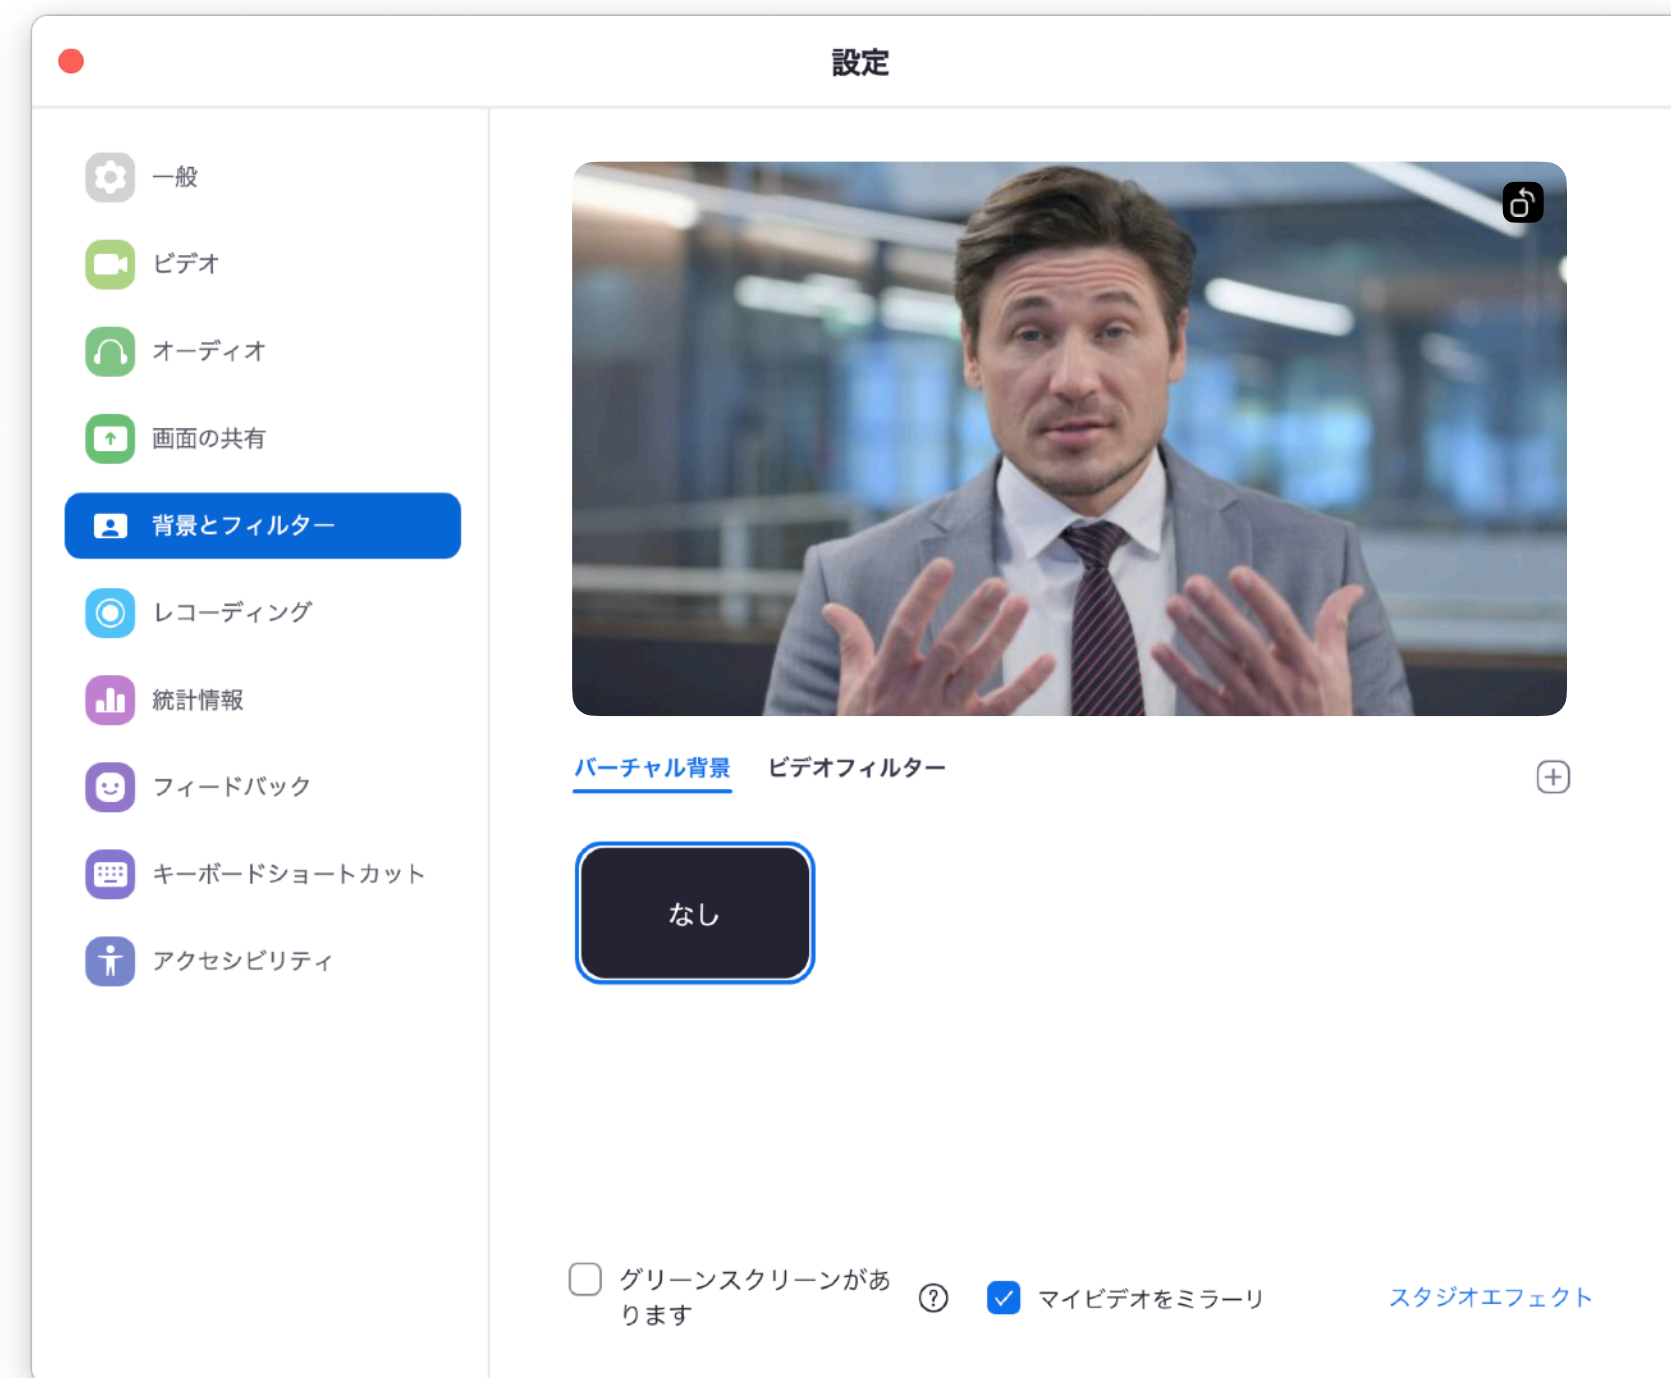 設定
一般
ビデオ
オーディオ
画面の共有
背景とフィルター
レコーディング
統計情報
フィードバック
キーボードショートカット
アクセシビリティ
バーチャル背景
ビデオフィルター
なし
グリーンスクリーンがあ
ります
マイビデオをミラーリ
スタジオエフェクト